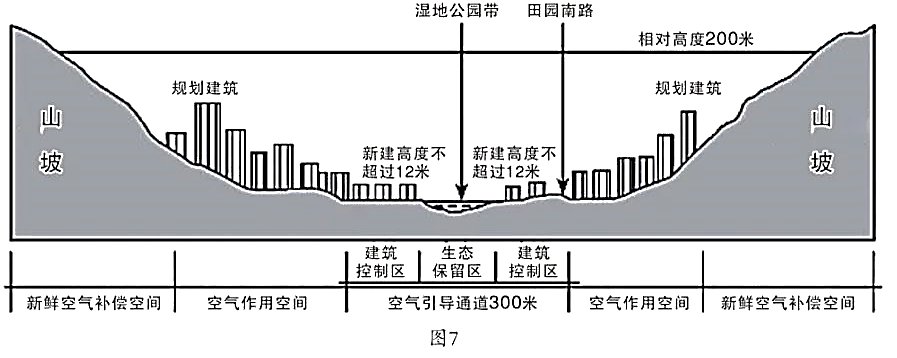 湿地公园带 田园南路
相对高度200米
规划建筑 规划建筑
山 山
坡 坡
新建高度不 新建高度不
超过12米 超过12米
建筑 生态 建筑
控制区 保留区 控制区
新鲜空气补偿空间 空气作用空间 空气引导通道300米 空气作用空间 新鲜空气补偿空间
图7